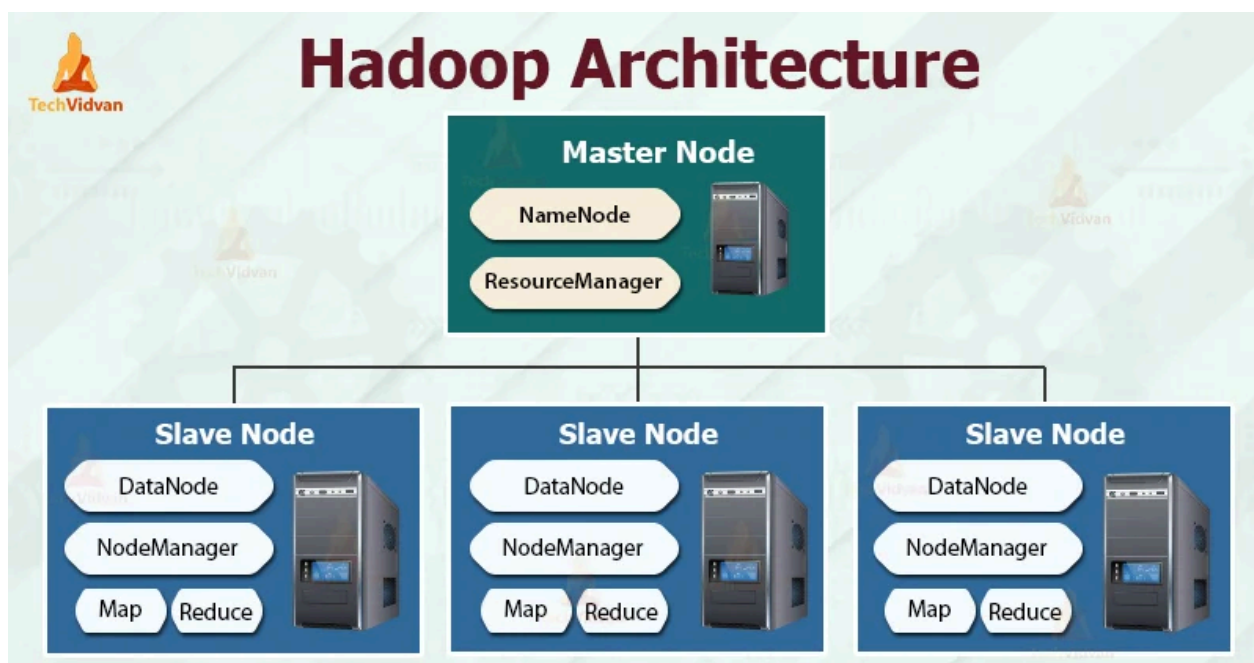 TechVidvan
Hadoop Architecture
Master Node
NameNode
ResourceManager
Slave Node
DataNode
NodeManager
Map Reduce
Slave Node
DataNode
NodeManager
Map Reduce
Slave Node
DataNode
NodeManager
Map Reduce